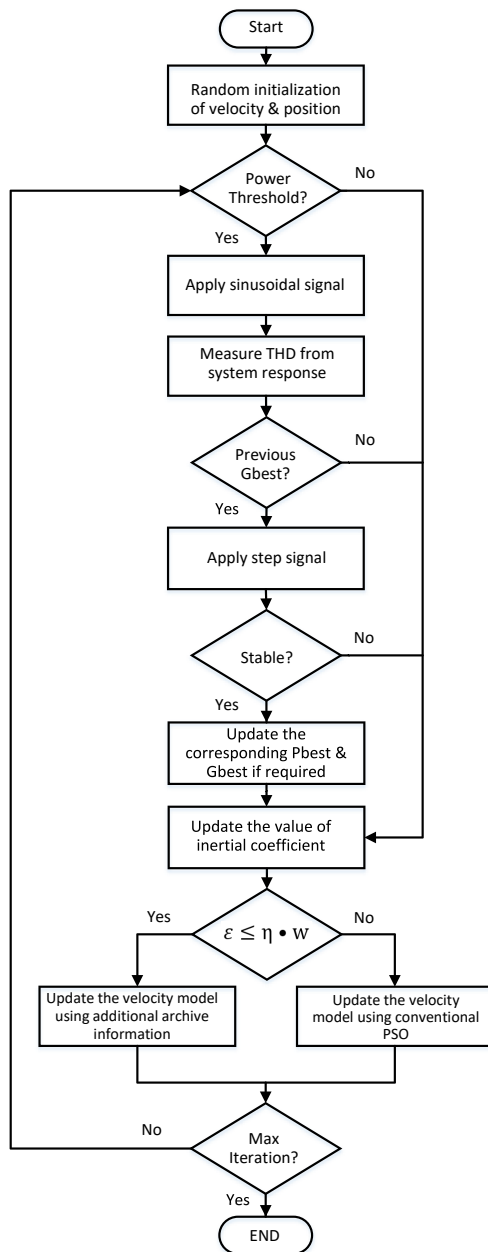 Start
Random initialization
of velocity & position
Power
Threshold?
No
Yes
Apply sinusoidal signal
Measure THD from
system response
Previous
Gbest?
No
Yes
Apply step signal
Stable?
No
Yes
Update the
corresponding Pbest &
Gbest if required
Update the value of
inertial coefficient
Yes
ε ≤ η • w
No
Update the velocity model
using additional archive
information
Update the velocity
model using conventional
PSO
No
Max
Iteration?
Yes
END